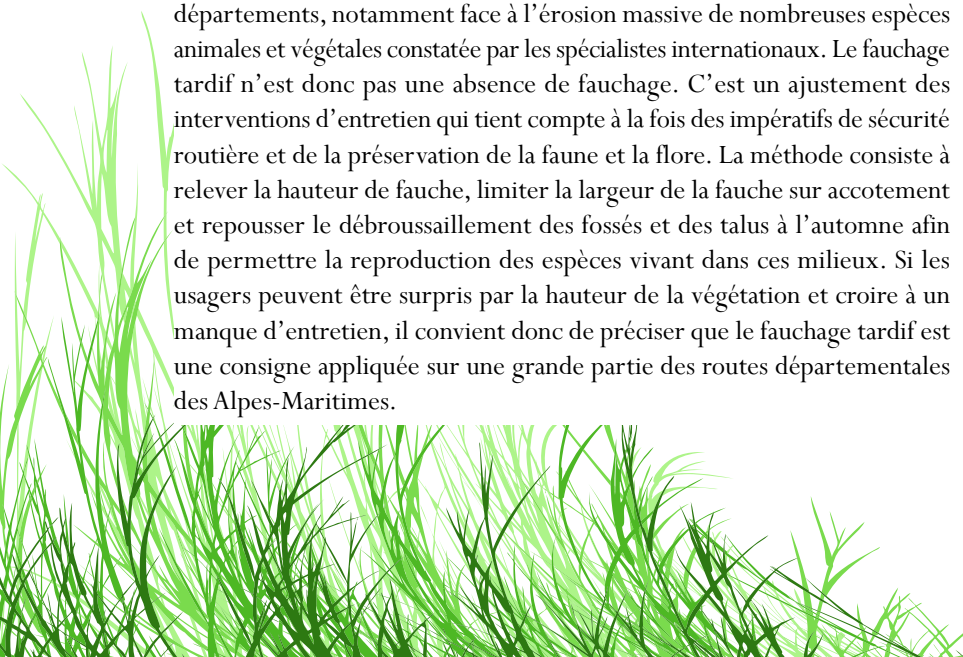 départements, notamment face à l’érosion massive de nombreuses espèces
animales et végétales constatée par les spécialistes internationaux. Le fauchage
tardif n’est donc pas une absence de fauchage. C’est un ajustement des
interventions d’entretien qui tient compte à la fois des impératifs de sécurité
routière et de la préservation de la faune et la flore. La méthode consiste à
relever la hauteur de fauche, limiter la largeur de la fauche sur accotement
et repousser le débroussaillement des fossés et des talus à l’automne afin
de permettre la reproduction des espèces vivant dans ces milieux. Si les
usagers peuvent être surpris par la hauteur de la végétation et croire à un
manque d’entretien, il convient donc de préciser que le fauchage tardif est
une consigne appliquée sur une grande partie des routes départementales
des Alpes-Maritimes.